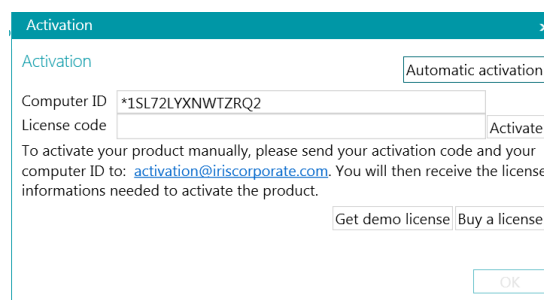 Activation
Activation
Automatic activation
Computer ID *1SL72LYXNWTZRQ2
License code
Activate
To activate your product manually, please send your activation code and your
computer ID to: activation@iriscorporate.com. You will then receive the license
informations needed to activate the product.
Get demo license Buy a license
OK